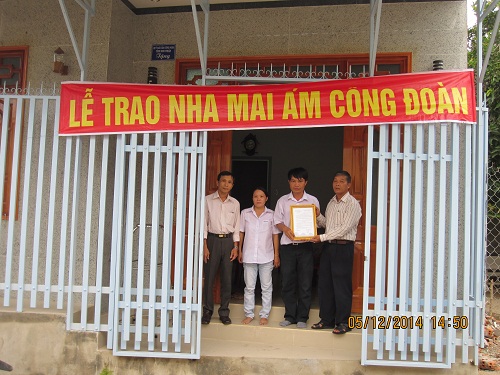 LỄ TRAO NHA MAI ÁM CÔNG ĐOÀN
05/12/2014 14:50